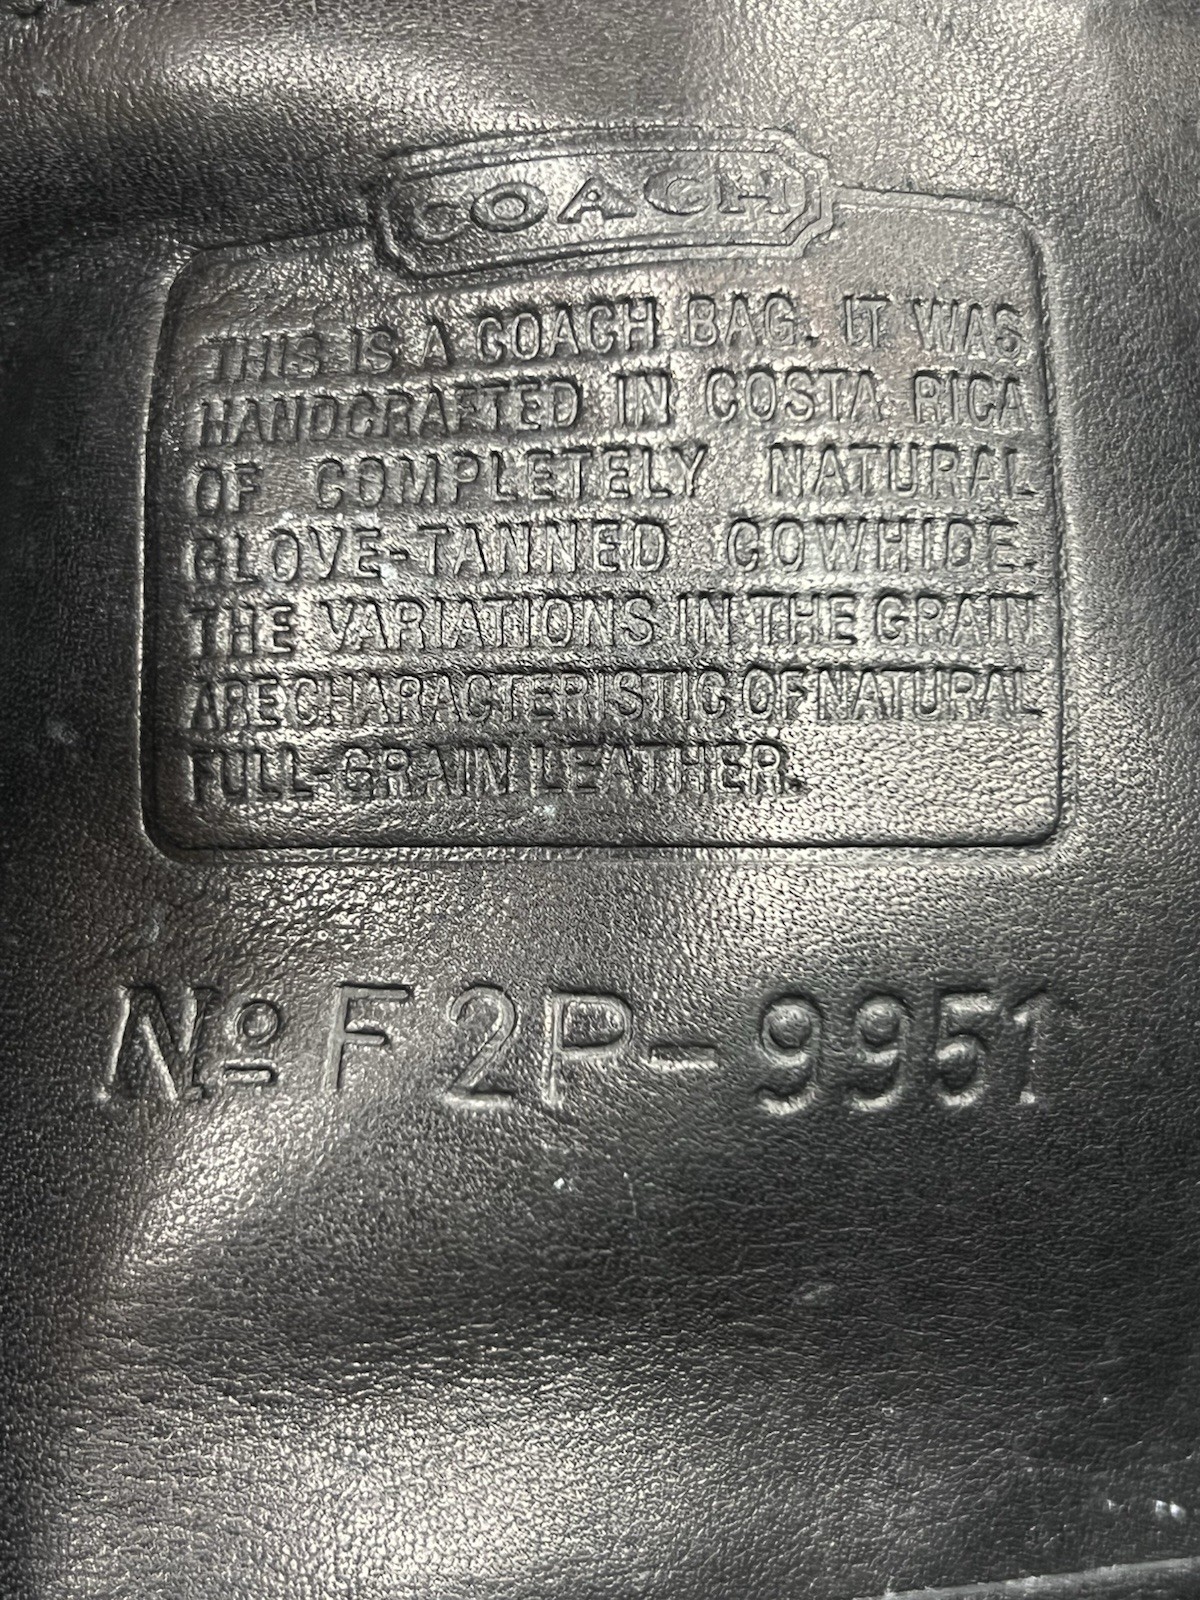 COACH
THIS IS A COACH BAG. IT WAS
HANDCRAFTED IN COSTA RICA
OF COMPLETELY NATURAL
GLOVE-TANNED COWHIDE.
THE VARIATIONS IN THE GRAIN
ARE CHARACTERISTIC OF NATURAL
FULL-GRAIN LEATHER.
Nº F2P-9951